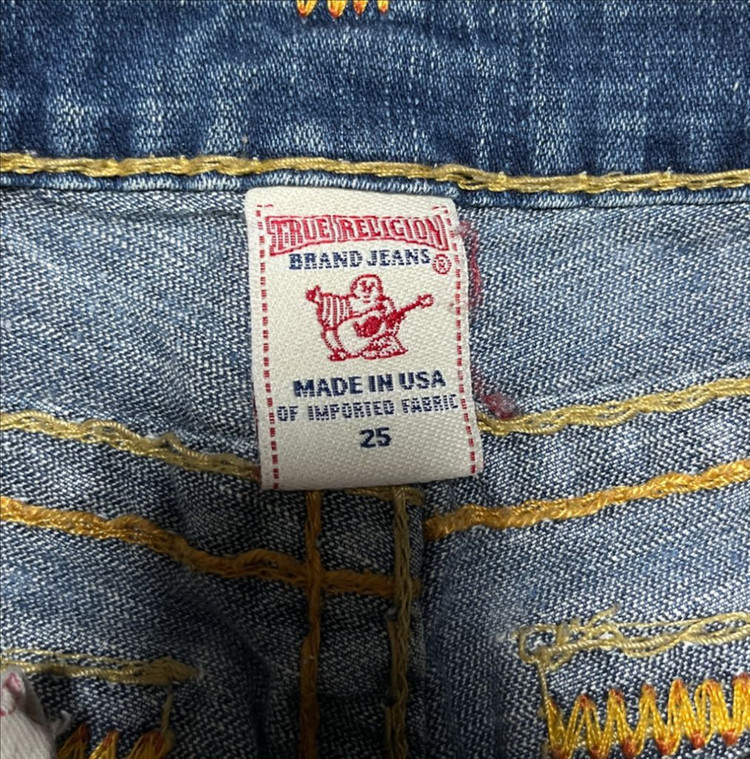 TRUE RELIGION
BRAND JEANS ®
MADE IN USA
OF IMPORTED FABRIC
25